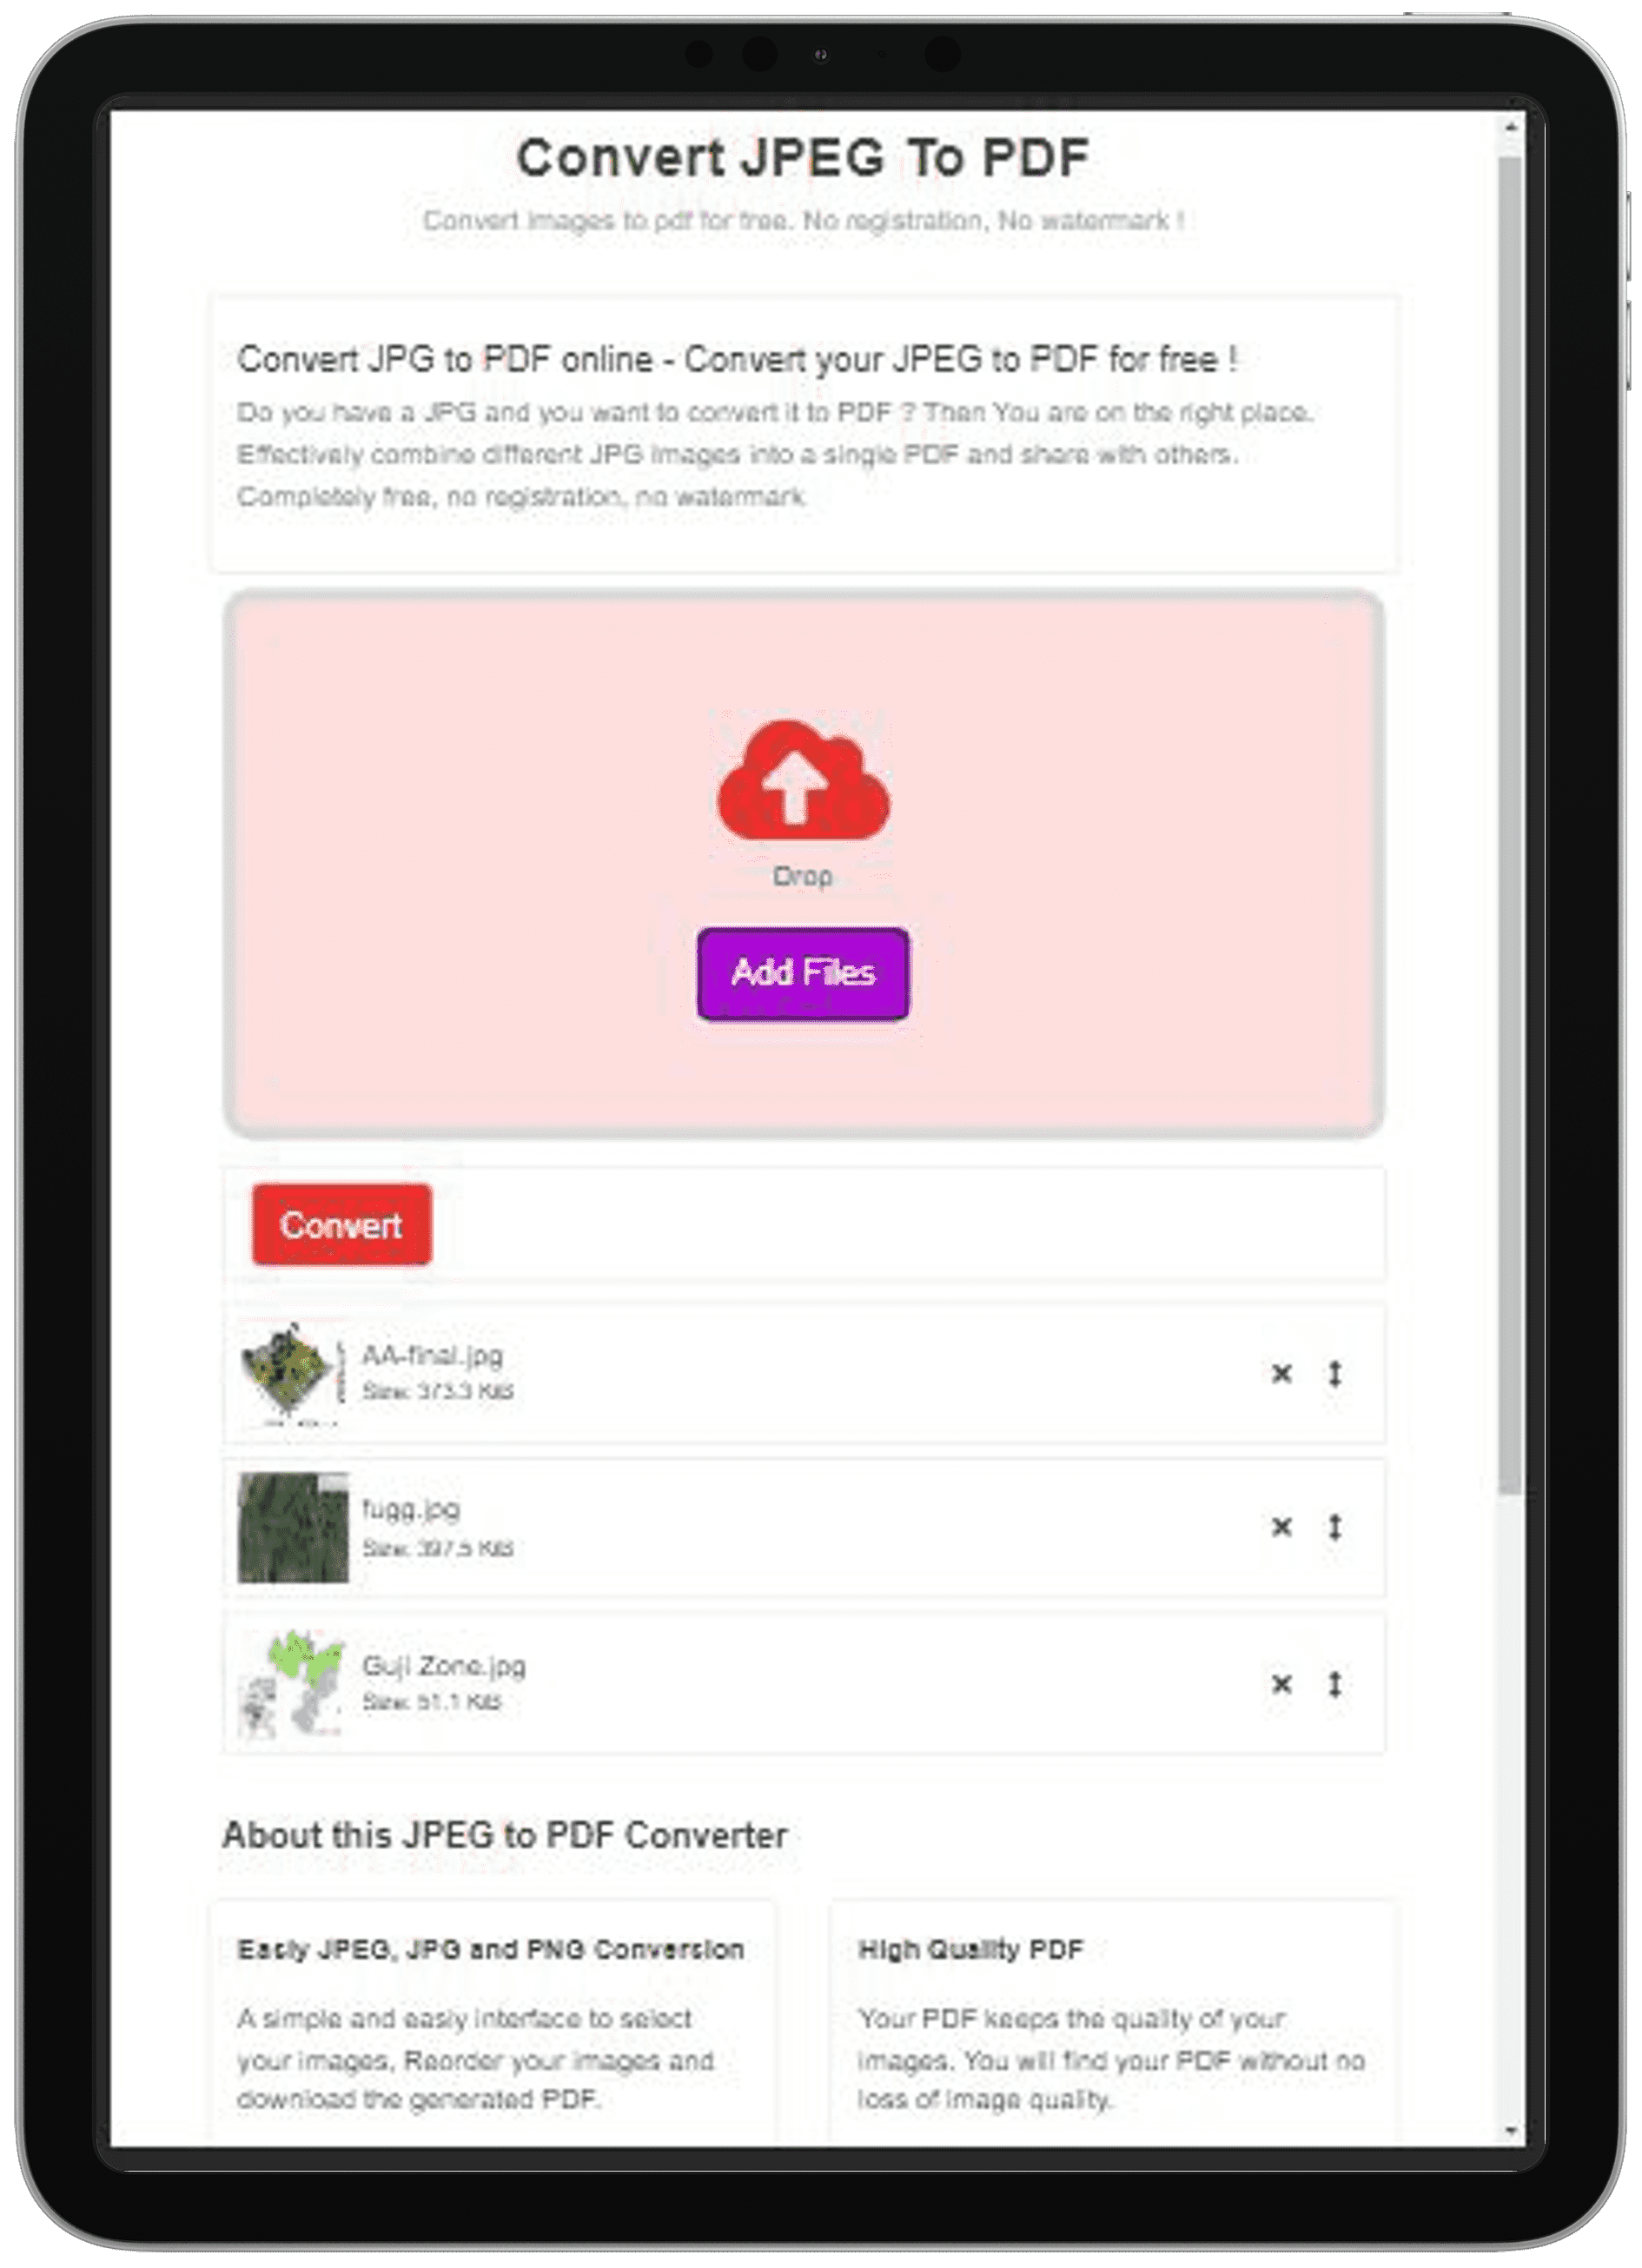 Convert JPEG To PDF
Convert images to pdf for free. No registration, No watermark !
Convert JPG to PDF online - Convert your JPEG to PDF for free !
Do you have a JPG and you want to convert it to PDF ? Then You are on the right place.
Effectively combine different JPG images into a single PDF and share with others.
Completely free, no registration, no watermark
Drop
Add Files
Convert
AA-final.jpg
Size: 373.3 KiB
fugg.jpg
Size: 397.5 KiB
Guji Zone.jpg
Size: 51.1 KiB
About this JPEG to PDF Converter
Easly JPEG, JPG and PNG Conversion
A simple and easly interface to select
your images, Reorder your images and
download the generated PDF.
High Quality PDF
Your PDF keeps the quality of your
images. You will find your PDF without no
loss of image quality.